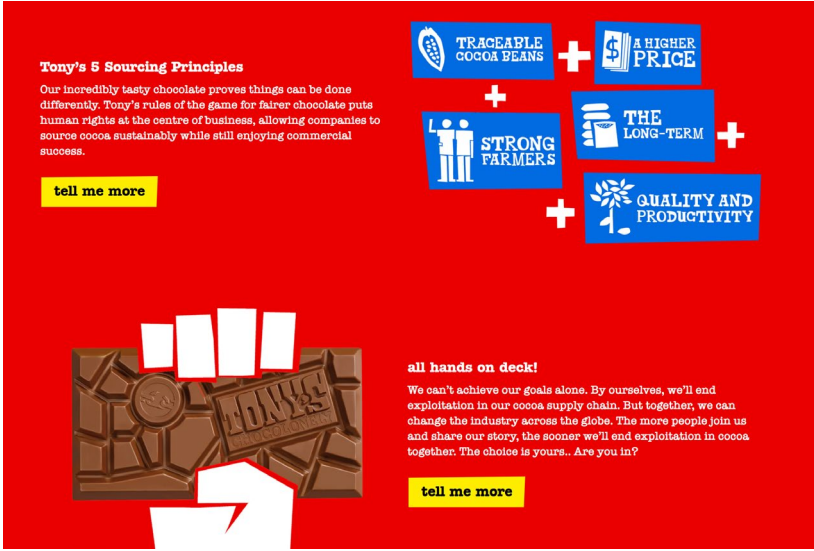 Tony's 5 Sourcing Principles
Our incredibly tasty chocolate proves things can be done
differently. Tony's rules of the game for fairer chocolate puts
human rights at the centre of business, allowing companies to
source cocoa sustainably while still enjoying commercial
success.
tell me more
TRACEABLE
COCOA BEANS
+
$
A HIGHER
PRICE
+
STRONG
FARMERS
THE
LONG-TERM
+
+
QUALITY AND
PRODUCTIVITY
TONY'S
CHOCOLONELY
all hands on deck!
We can't achieve our goals alone. By ourselves, we'll end
exploitation in our cocoa supply chain. But together, we can
change the industry across the globe. The more people join us
and share our story, the sooner we'll end exploitation in cocoa
together. The choice is yours.. Are you in?
tell me more